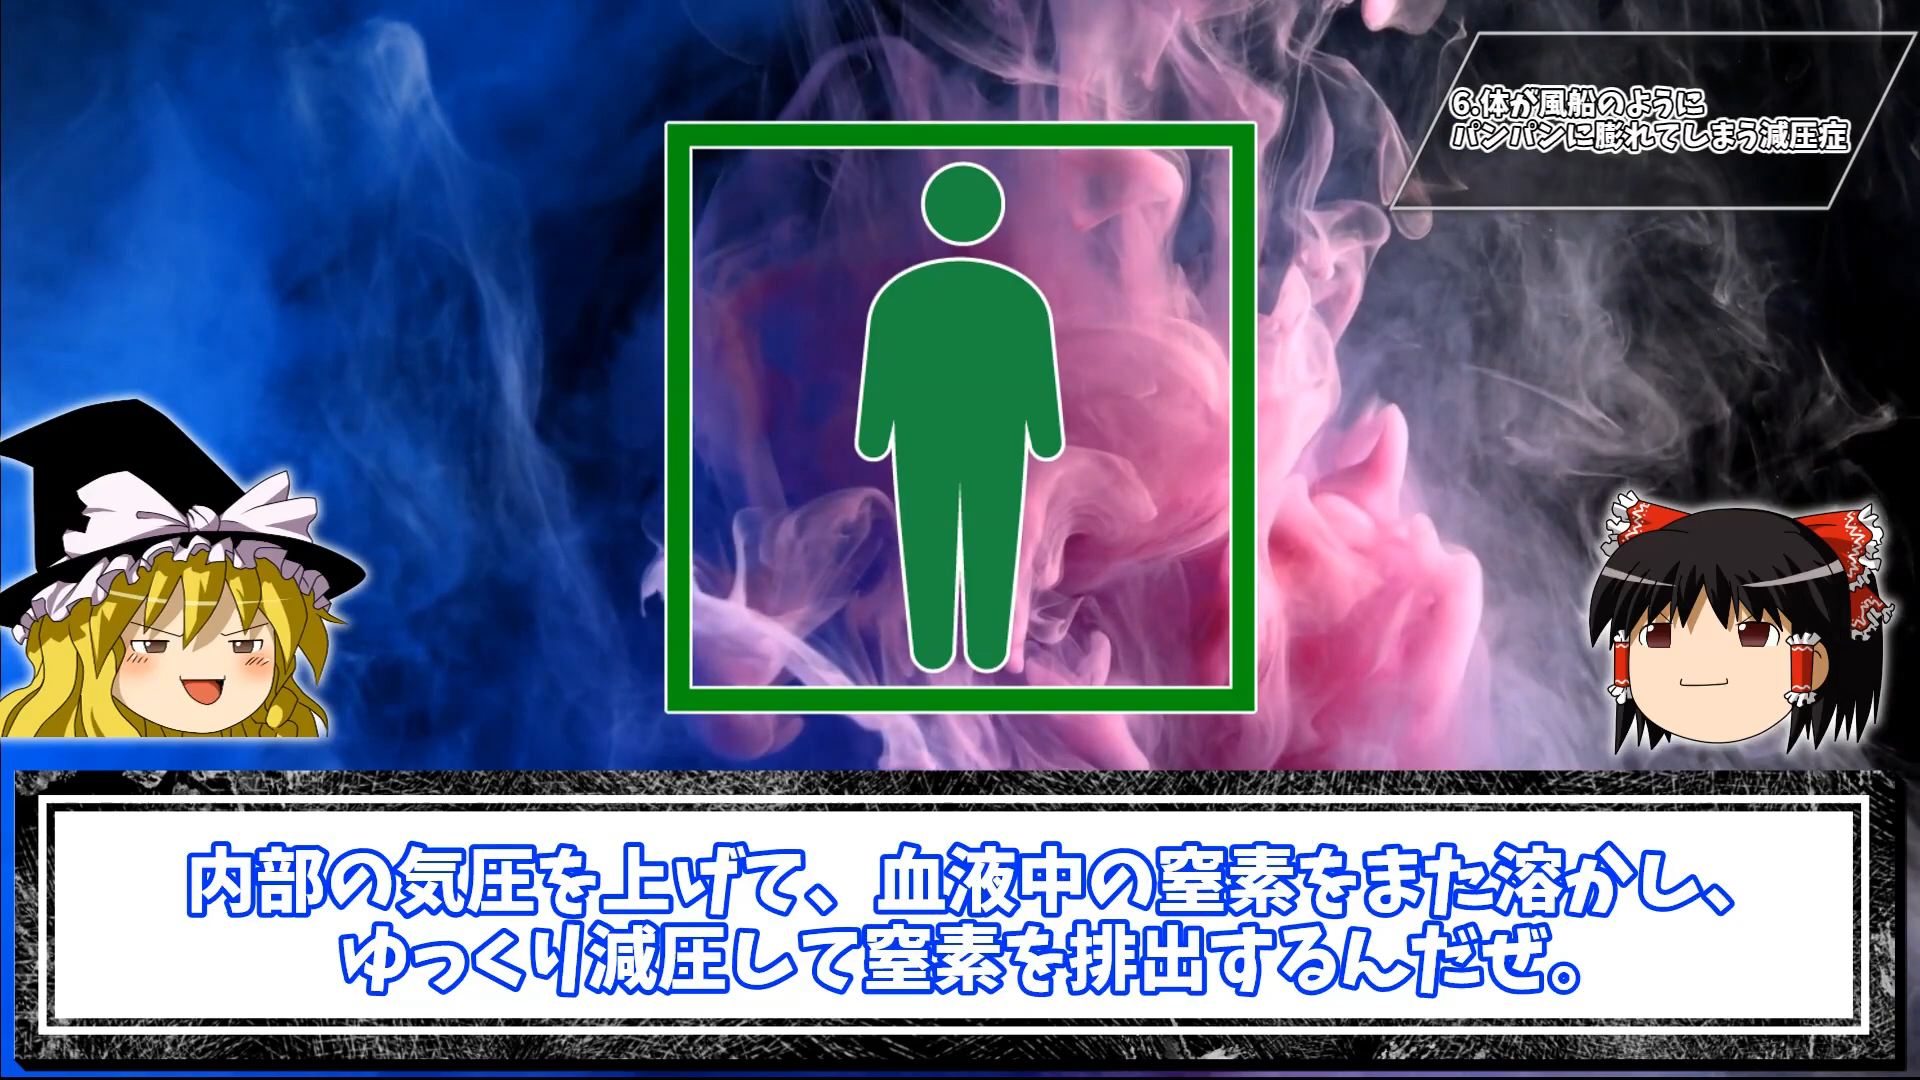 6.体が風船のように
パンパンに膨れてしまう減圧症
内部の気圧を上げて、血液中の窒素をまた溶かし、
ゆっくり減圧して窒素を排出するんだぜ。